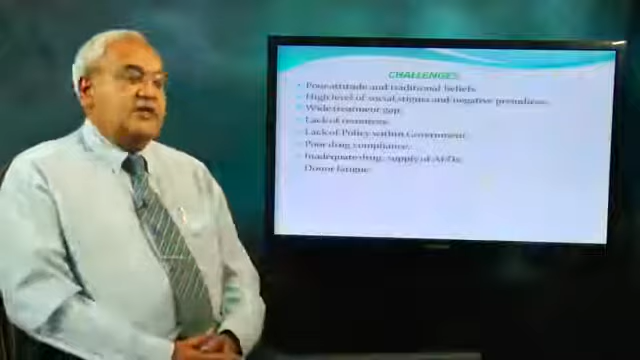 CHALLENGES
Poor attitude and traditional beliefs
High level of social stigma and negative prejudices.
Wide treatment gap.
Lack of resources.
Lack of Policy within Government.
Poor drug compliance.
Inadequate drug supply of AEDs.
Donor fatigue.